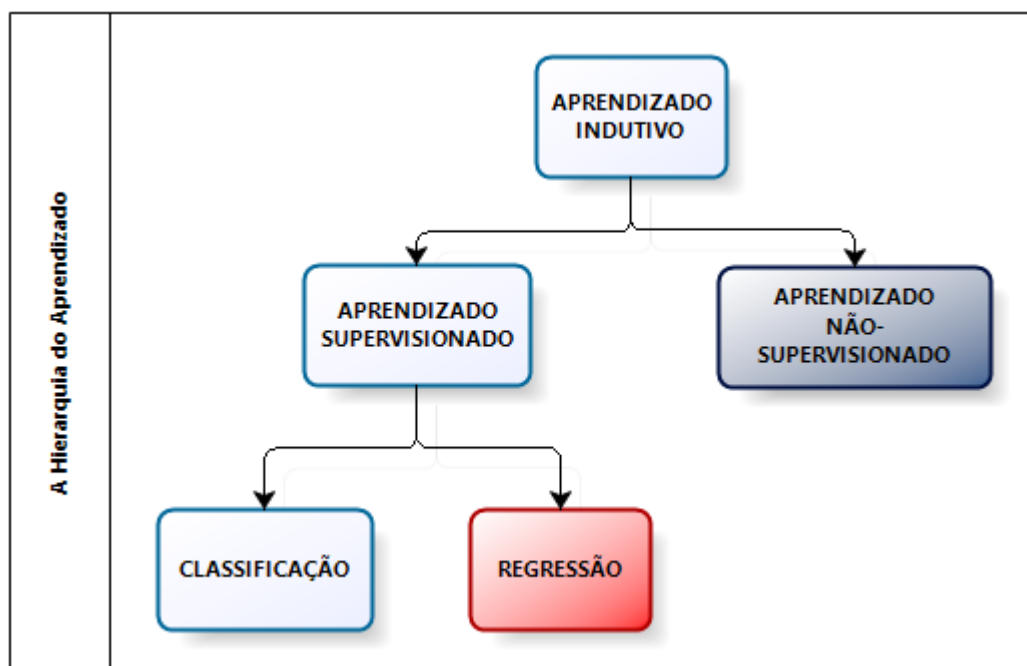 A Hierarquia do Aprendizado
APRENDIZADO
INDUTIVO
APRENDIZADO
SUPERVISIONADO
APRENDIZADO
NÃO-
SUPERVISIONADO
CLASSIFICAÇÃO
REGRESSÃO